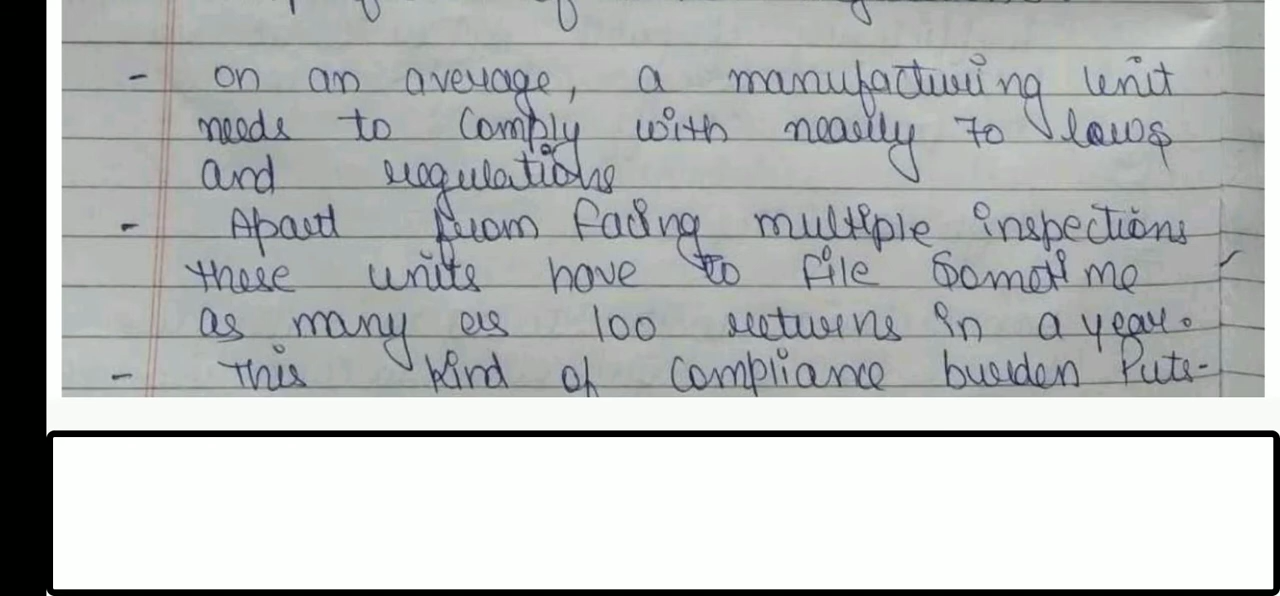 - on an average, a manufacturing unit
needs to comply with nearly 70 laws
and regulations
- Apart from facing multiple inspections
these units have to file Sometime
as many as 100 returns in a year.
- This kind of compliance burden Puts-